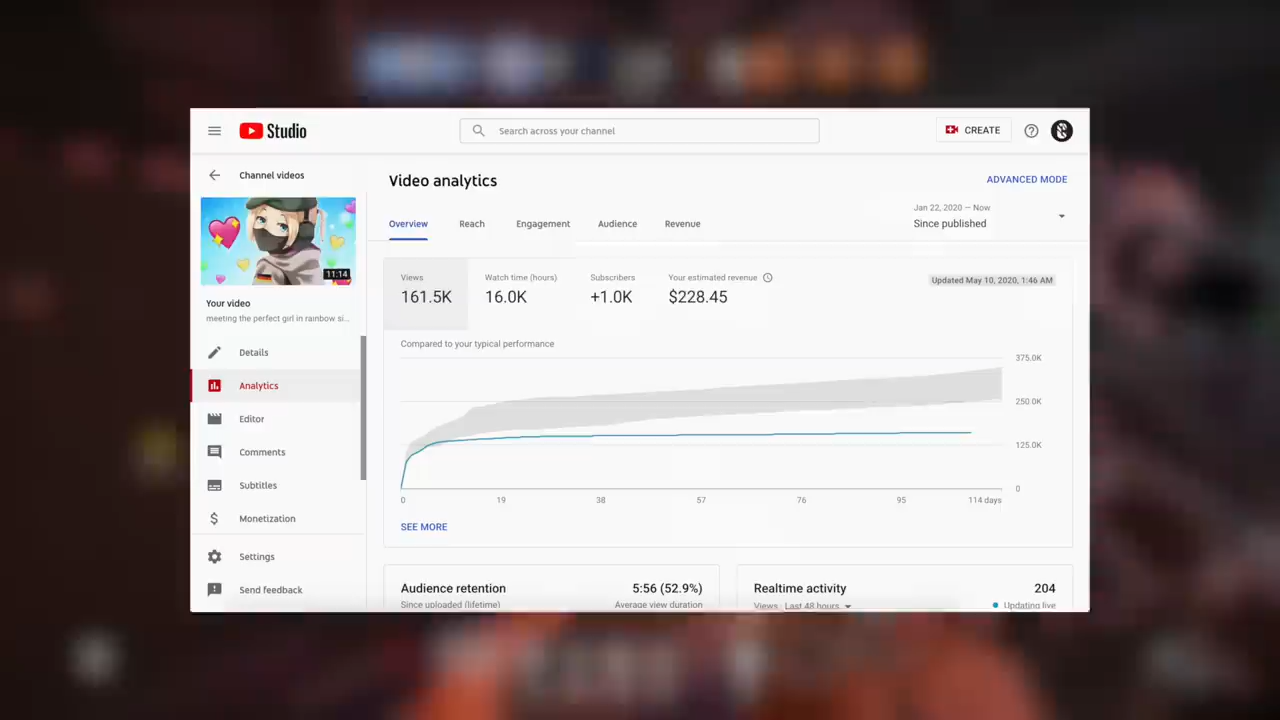 Studio
Search across your channel
CREATE
Channel videos
11:14
Your video
meeting the perfect girl in rainbow si...
Details
Analytics
Editor
Comments
Subtitles
Monetization
Settings
Send feedback
Video analytics
ADVANCED MODE
Overview
Reach
Engagement
Audience
Revenue
Jan 22, 2020 – Now
Since published
Views
161.5K
Watch time (hours)
16.0K
Subscribers
+1.0K
Your estimated revenue
$228.45
Updated May 10, 2020, 1:46 AM
Compared to your typical performance
375.0K
250.0K
125.0K
0
0 19 38 57 76 95 114 days
SEE MORE
Audience retention 5:56 (52.9%)
Since uploaded (lifetime) Average view duration
Realtime activity 204
Views · Last 48 hours Updating live